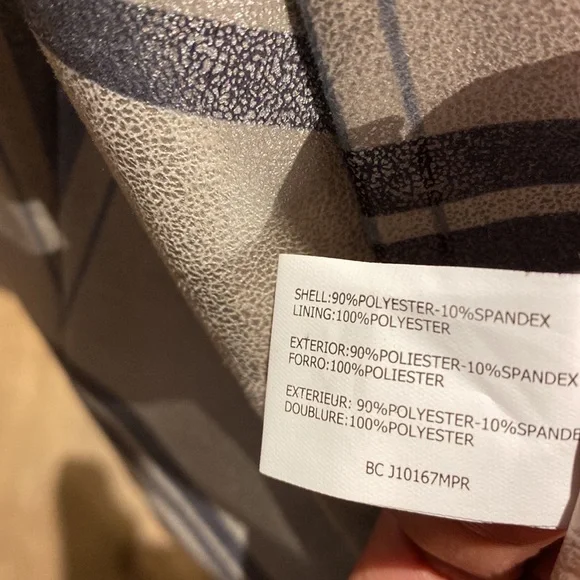 SHELL:90%POLYESTER-10%SPANDEX
LINING:100%POLYESTER
EXTERIOR:90%POLIESTER-10%SPANDEX
FORRO:100%POLIESTER
EXTERIEUR: 90%POLYESTER-10%SPANDE
DOUBLURE:100%POLYESTER
BC J10167MPR